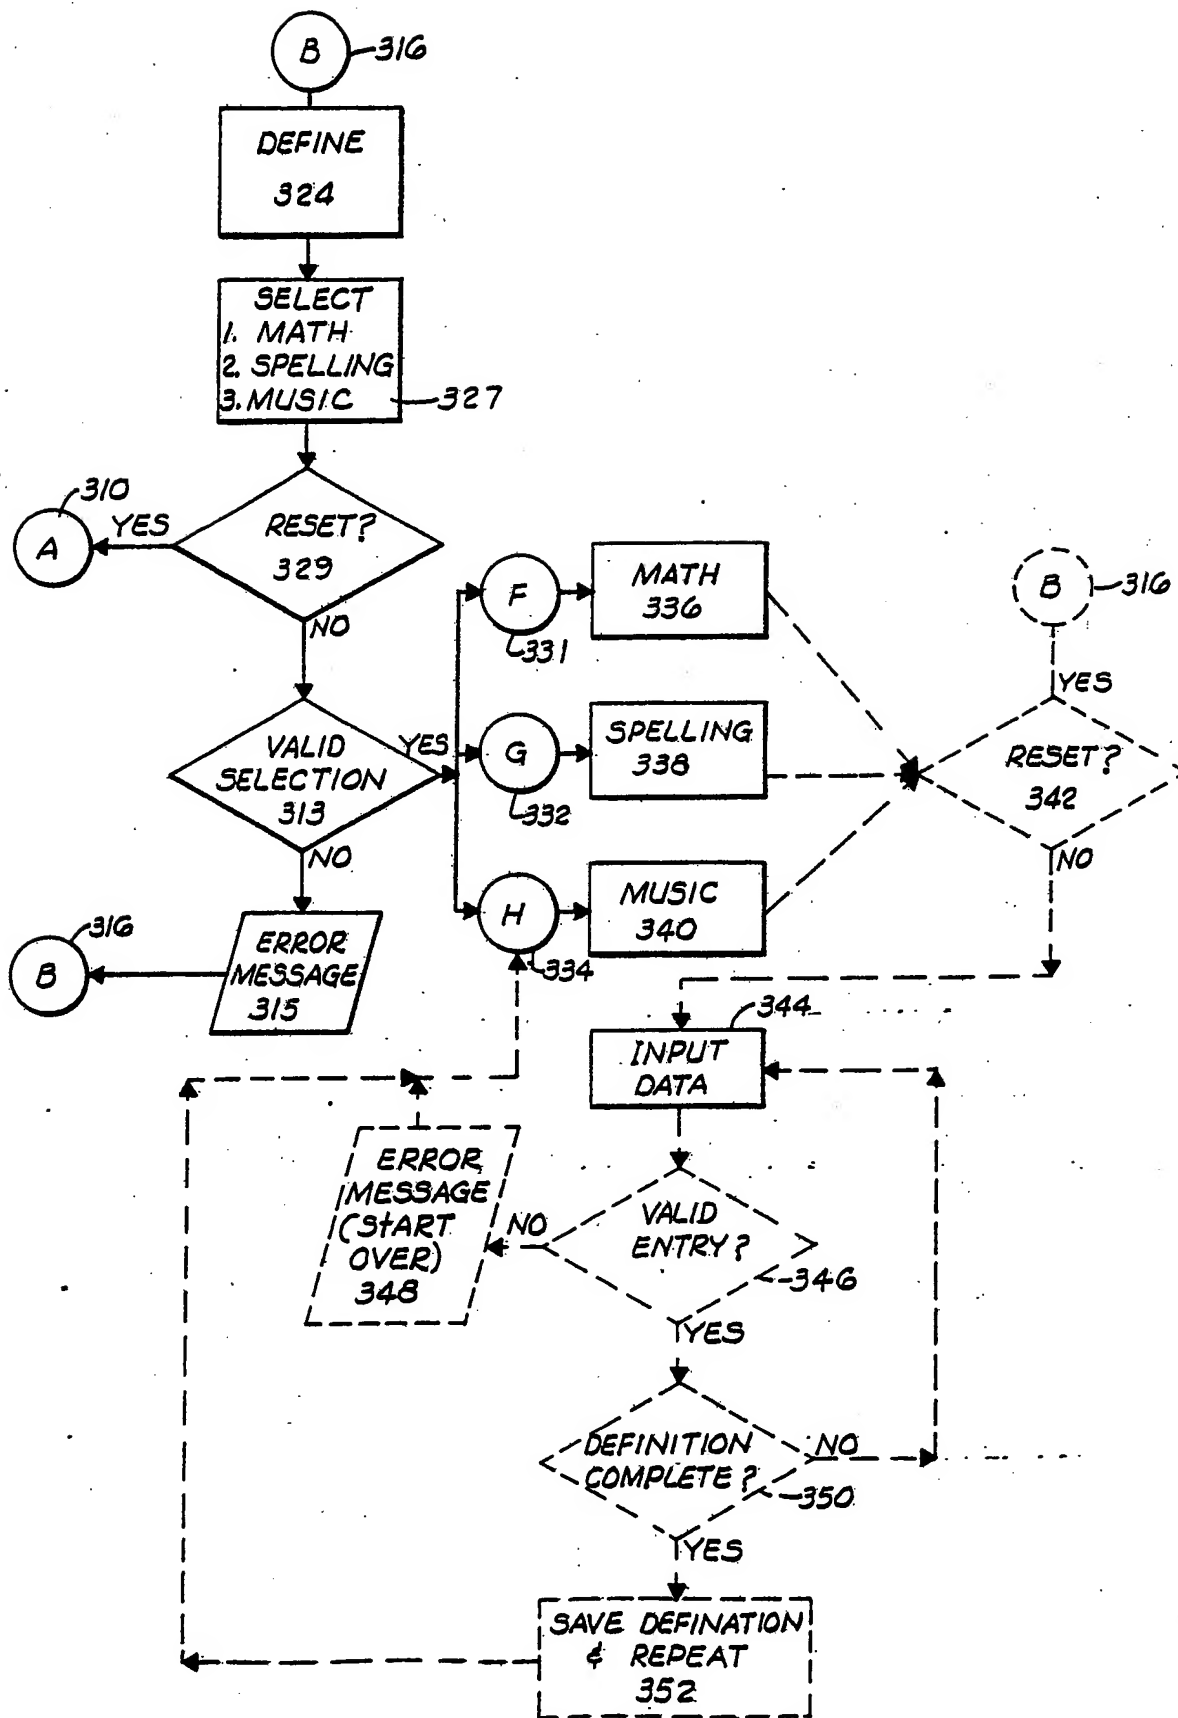 B
316
DEFINE
324
SELECT
1. MATH
2. SPELLING
3. MUSIC
327
310
A
YES
RESET?
329
NO
VALID
SELECTION
313
YES
NO
316
B
ERROR
MESSAGE
315
F
331
MATH
336
G
332
SPELLING
338
H
334
MUSIC
340
B
316
YES
RESET?
342
NO
344
INPUT
DATA
VALID
ENTRY?
346
NO
ERROR
MESSAGE
(START
OVER)
348
YES
DEFINITION
COMPLETE?
350
NO
YES
SAVE DEFINATION
& REPEAT
352